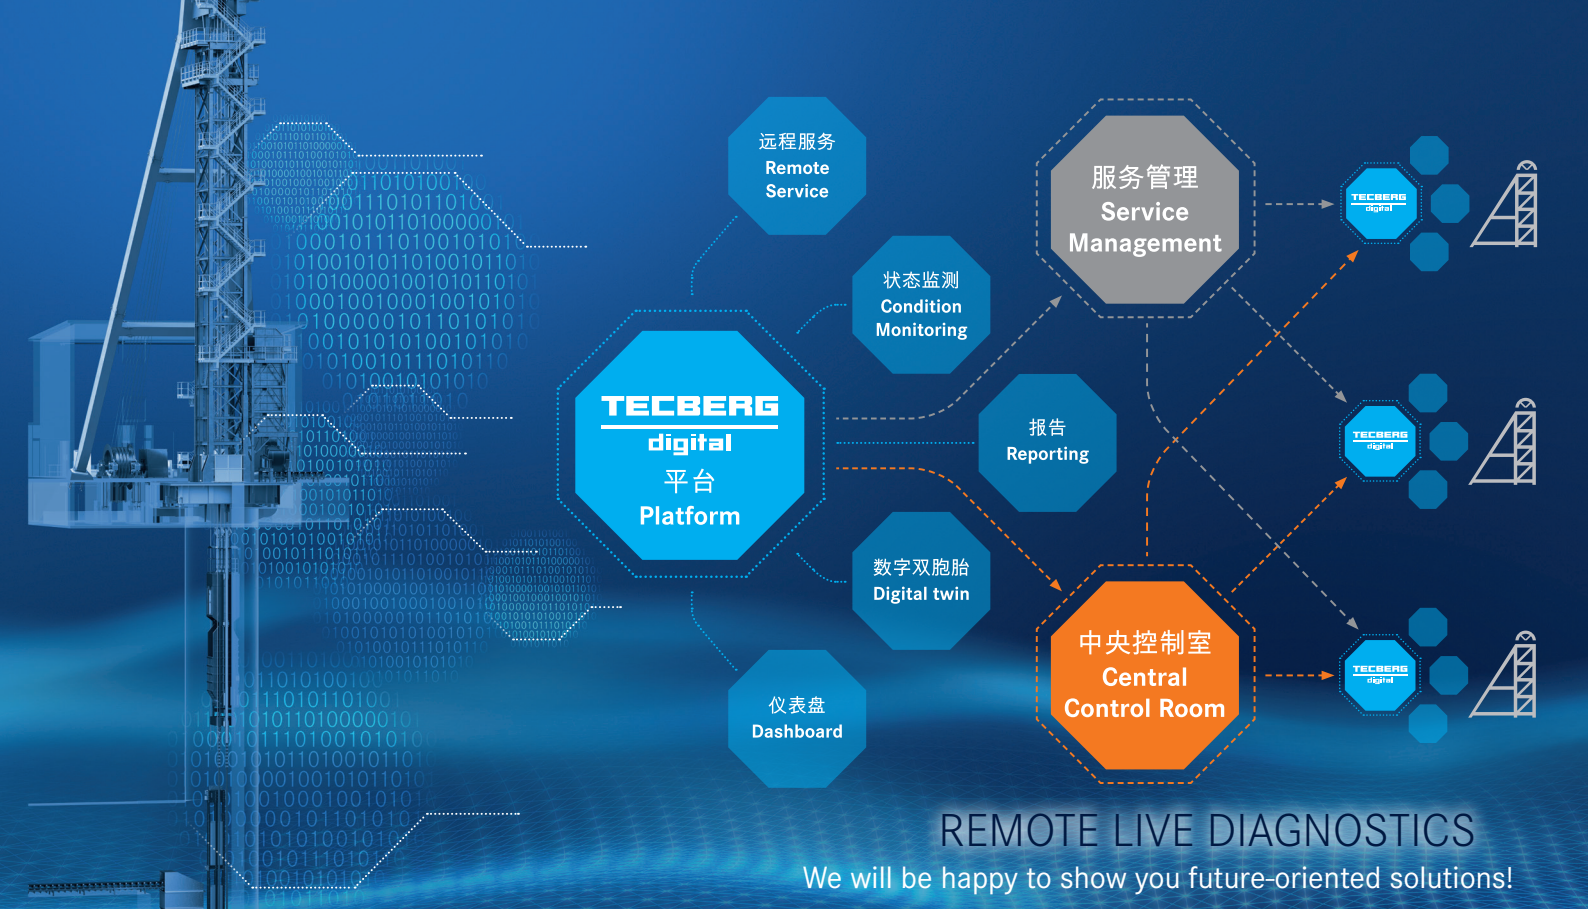 远程服务
Remote
Service
状态监测
Condition
Monitoring
TECBERG
digital
平台
Platform
报告
Reporting
数字双胞胎
Digital twin
仪表盘
Dashboard
服务管理
Service
Management
中央控制室
Central
Control Room
TECBERG
digital
TECBERG
digital
TECBERG
digital
REMOTE LIVE DIAGNOSTICS
We will be happy to show you future-oriented solutions!